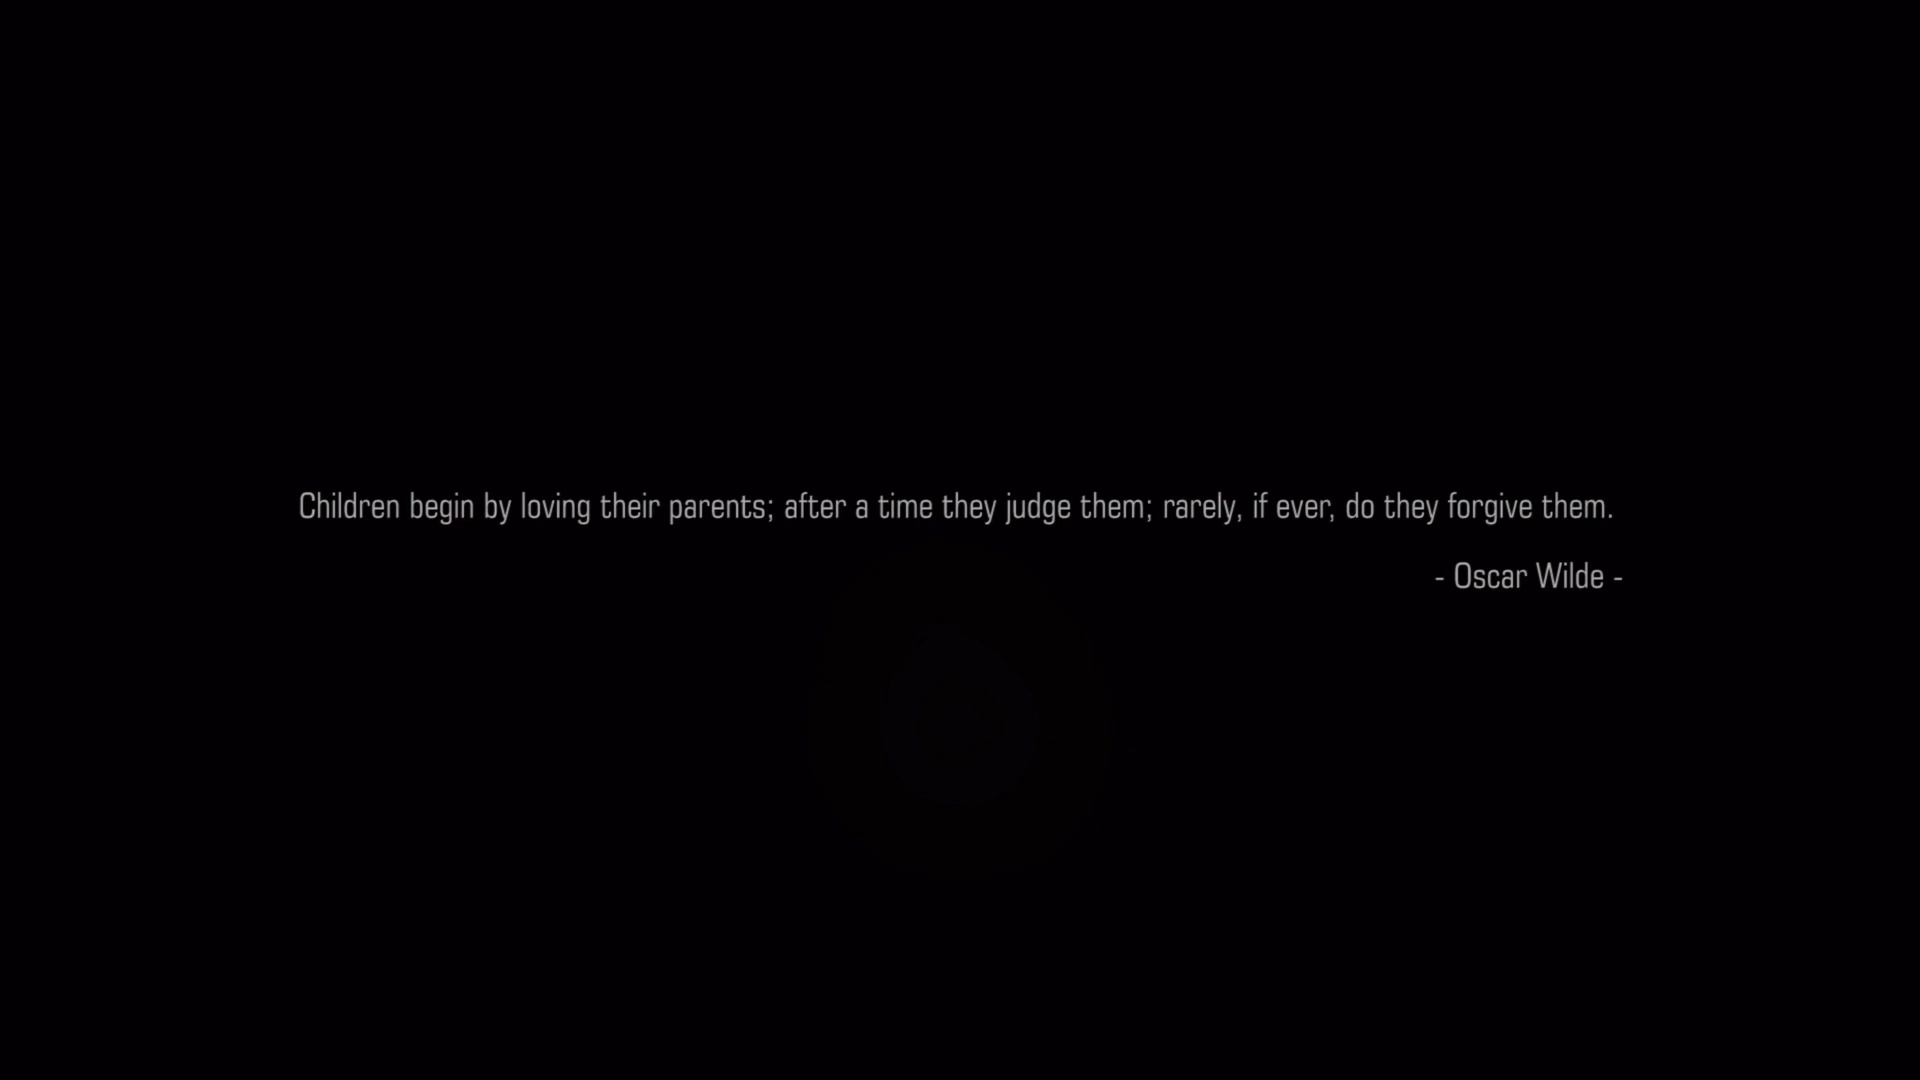 Children begin by loving their parents; after a time they judge them; rarely, if ever, do they forgive them.
- Oscar Wilde -